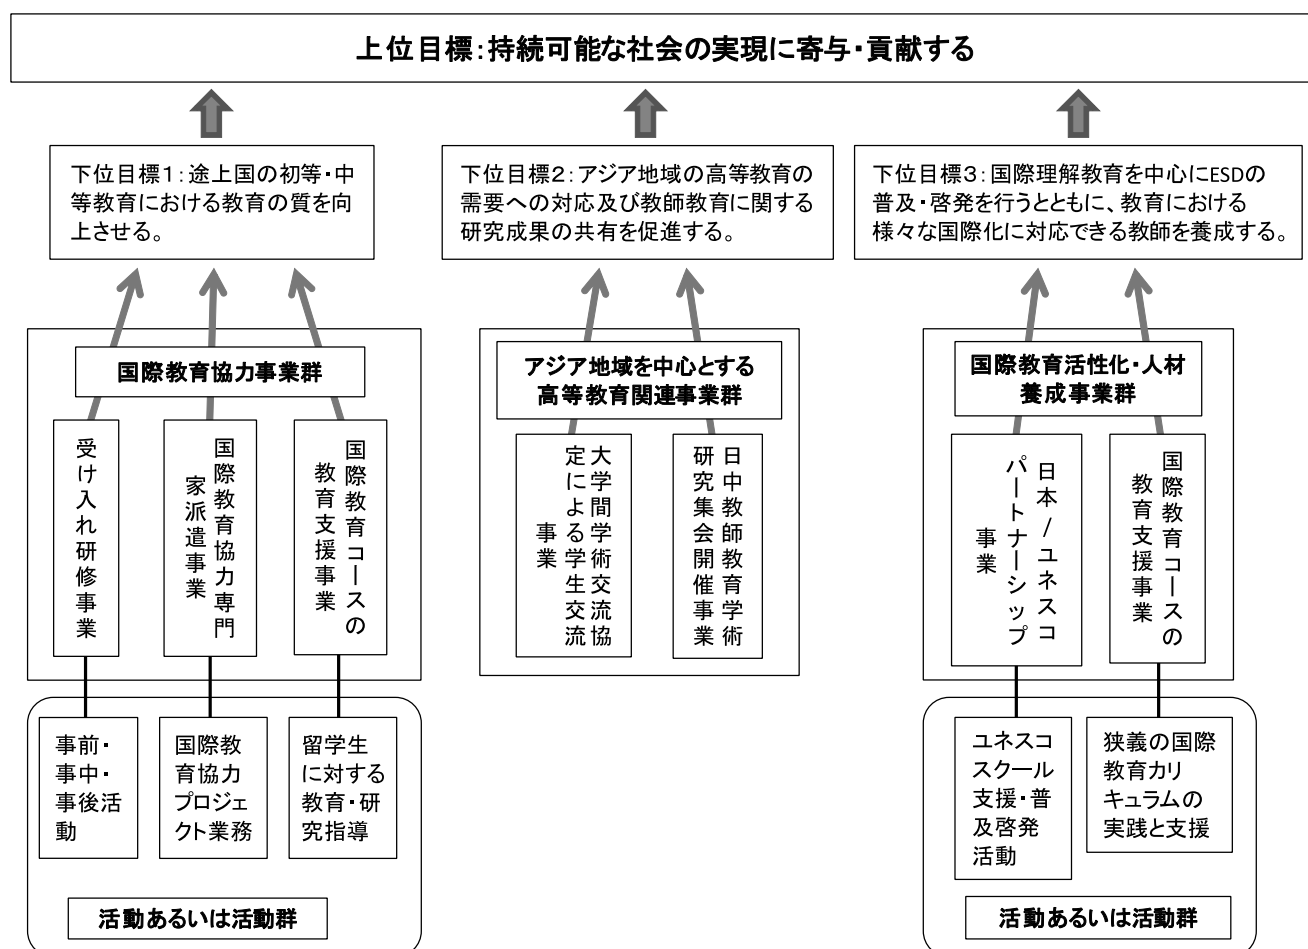 上位目標：持続可能な社会の実現に寄与・貢献する
下位目標１：途上国の初等・中
等教育における教育の質を向
上させる。
下位目標２：アジア地域の高等教育の
需要への対応及び教師教育に関する
研究成果の共有を促進する。
下位目標３：国際理解教育を中心にESDの
普及・啓発を行うとともに、教育における
様々な国際化に対応できる教師を養成する。
国際教育協力事業群
受け入れ研修事業
国際教育協力専門
家派遣事業
国際教育コースの
教育支援事業
アジア地域を中心とする
高等教育関連事業群
大学間学術交流協
定による学生交流
事業
日中教師教育学術
研究集会開催事業
国際教育活性化・人材
養成事業群
日本/ユネスコ
パートナーシップ
事業
国際教育コースの
教育支援事業
事前・
事中・
事後活
動
国際教
育協力
プロジェ
クト業務
留学生
に対する
教育・研
究指導
活動あるいは活動群
ユネスコ
スクール
支援・普
及啓発
活動
狭義の国際
教育カリ
キュラムの
実践と支援
活動あるいは活動群